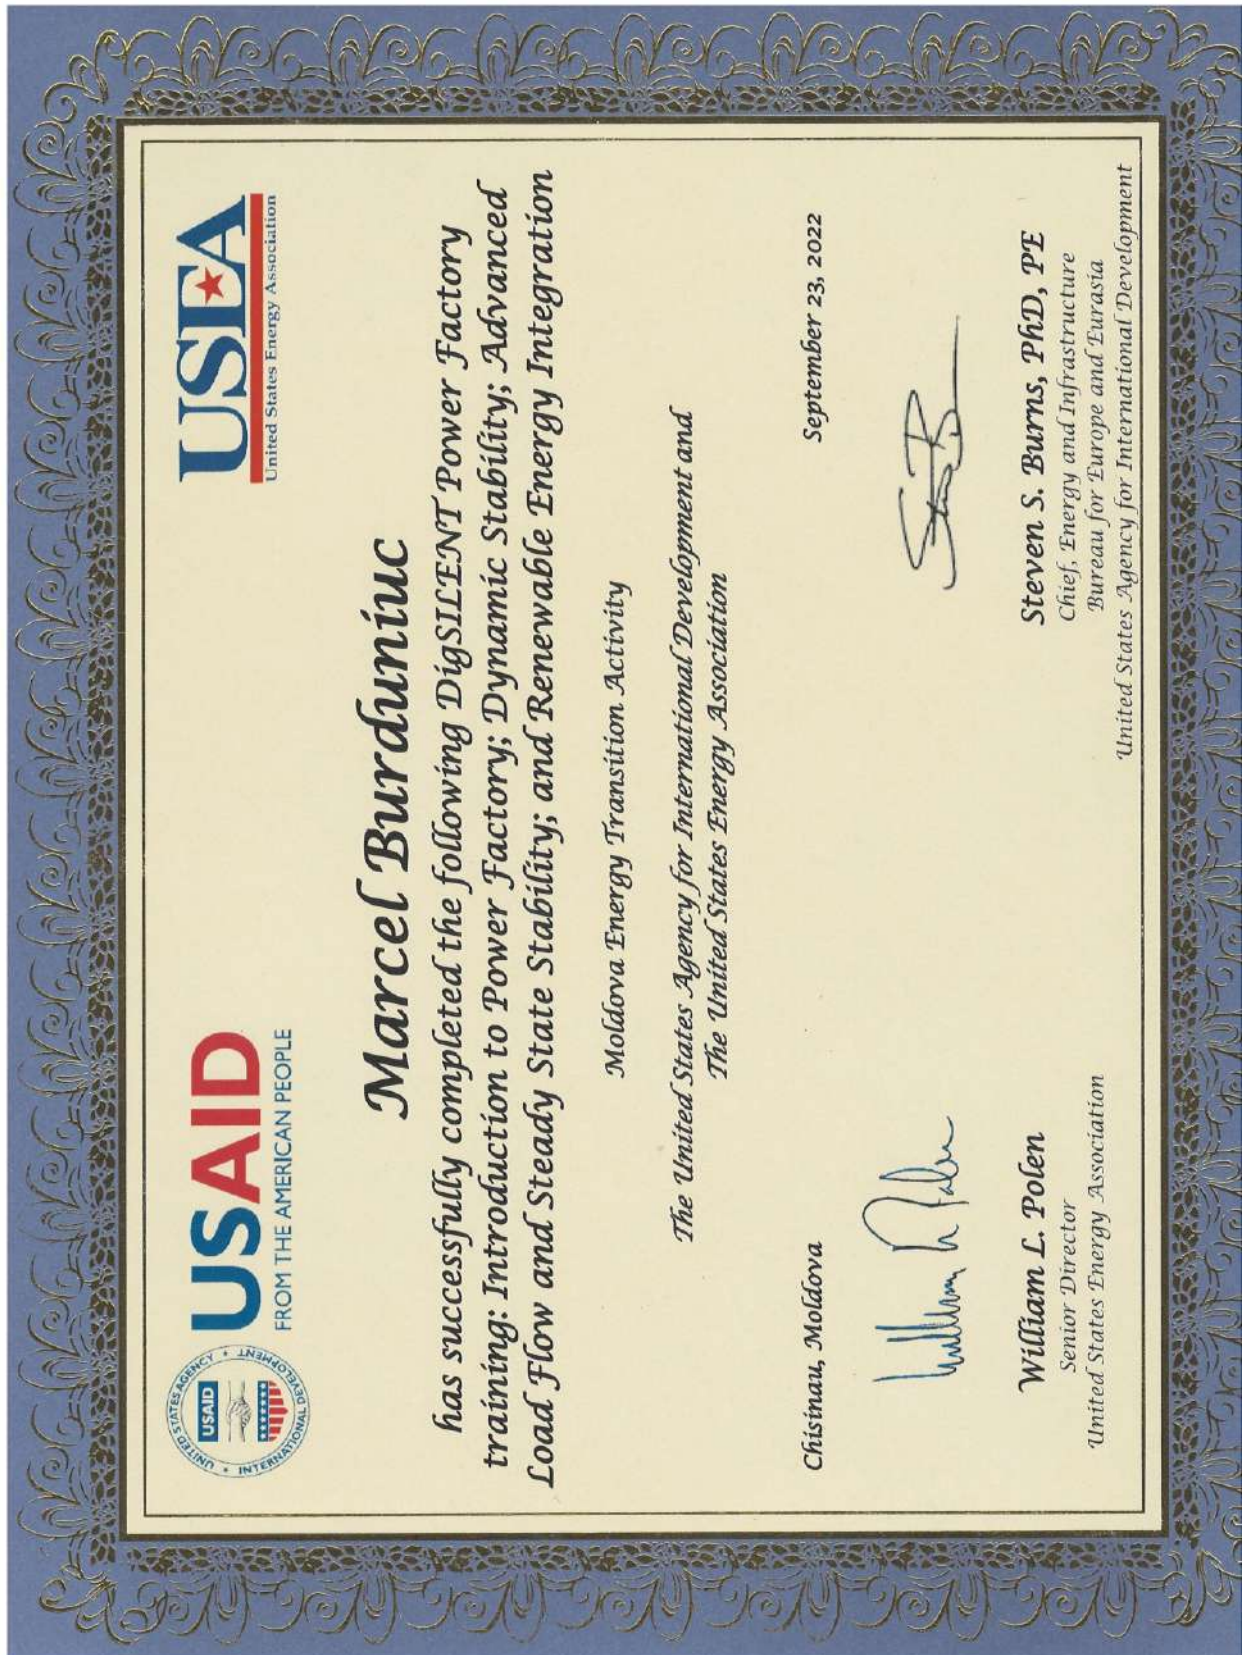 UNITED STATES AGENCY
INTERNATIONAL DEVELOPMENT
USAID
USAID
FROM THE AMERICAN PEOPLE
USEA
United States Energy Association
Marcel Burduniuc
has successfully completed the following DigSILENT Power Factory
training: Introduction to Power Factory; Dynamic Stability; Advanced
Load Flow and Steady State Stability; and Renewable Energy Integration
Moldova Energy Transition Activity
The United States Agency for International Development and
The United States Energy Association
Chisinau, Moldova
September 23, 2022
William L. Polen
Senior Director
United States Energy Association
Steven S. Burns, PhD, PE
Chief, Energy and Infrastructure
Bureau for Europe and Eurasia
United States Agency for International Development